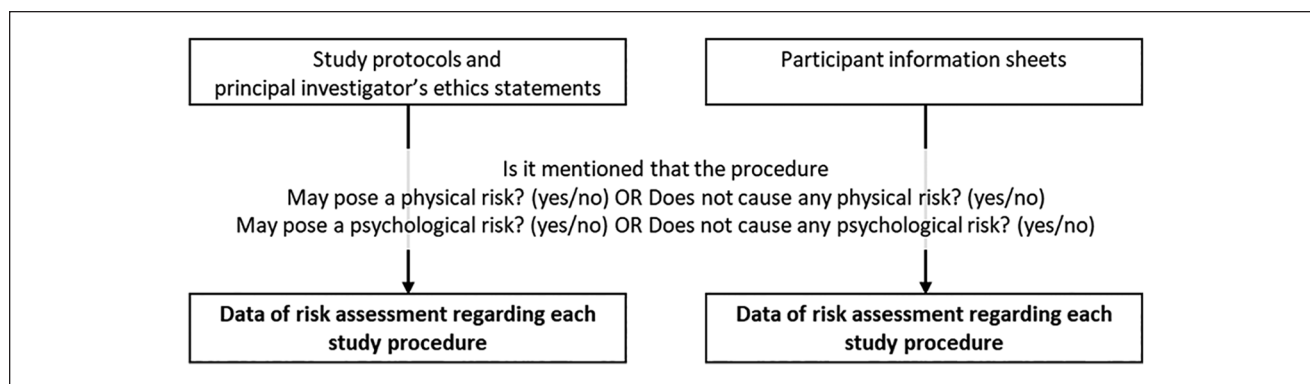 Study protocols and
principal investigator's ethics statements
Participant information sheets
Is it mentioned that the procedure
May pose a physical risk? (yes/no) OR Does not cause any physical risk? (yes/no)
May pose a psychological risk? (yes/no) OR Does not cause any psychological risk? (yes/no)
Data of risk assessment regarding each
study procedure
Data of risk assessment regarding each
study procedure